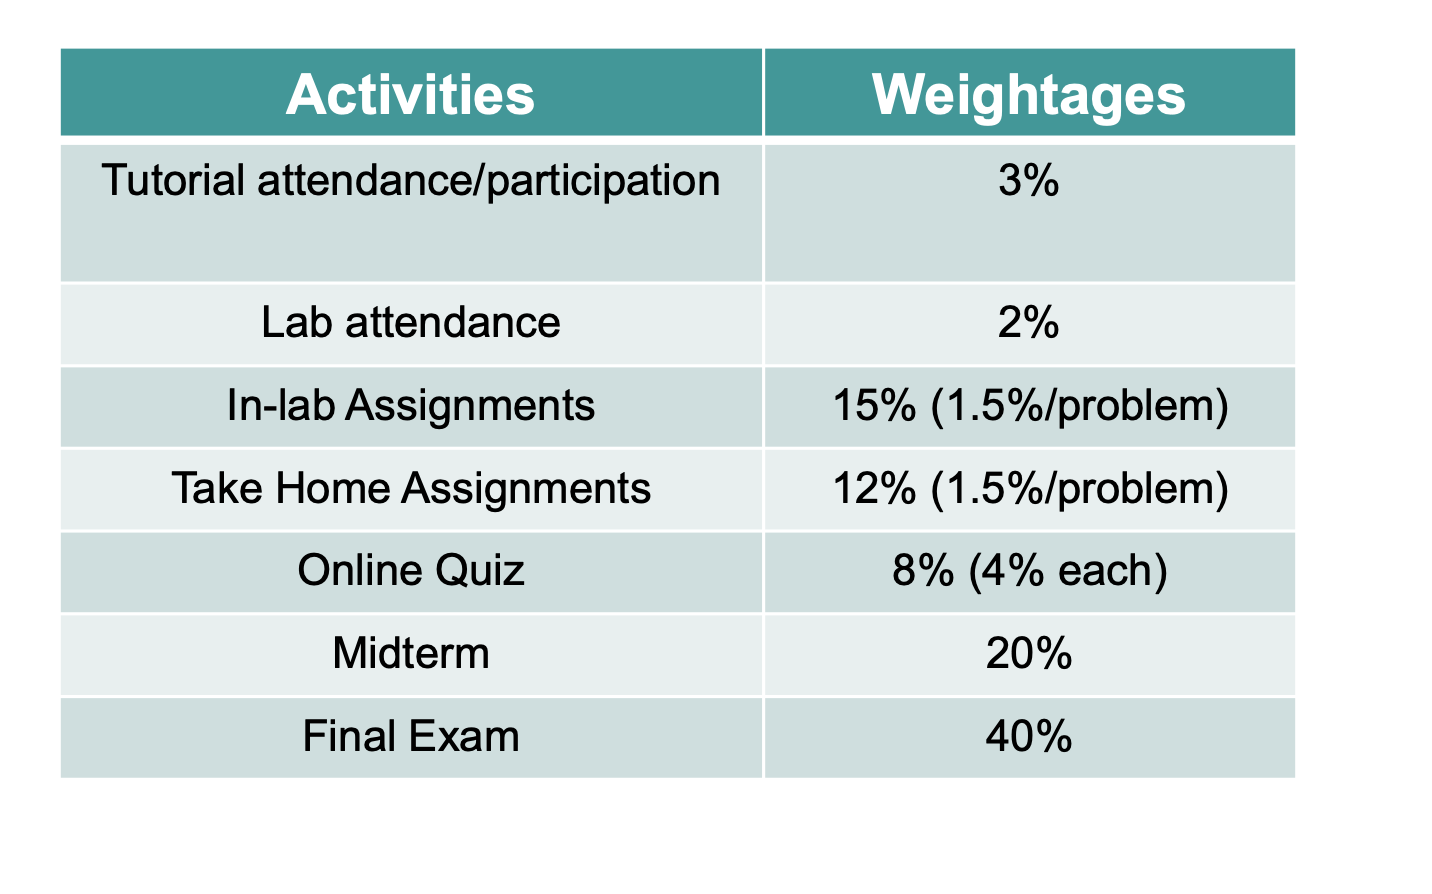 Activities Weightages
Tutorial attendance/participation 3%
Lab attendance 2%
In-lab Assignments 15% (1.5%/problem)
Take Home Assignments 12% (1.5%/problem)
Online Quiz 8% (4% each)
Midterm 20%
Final Exam 40%